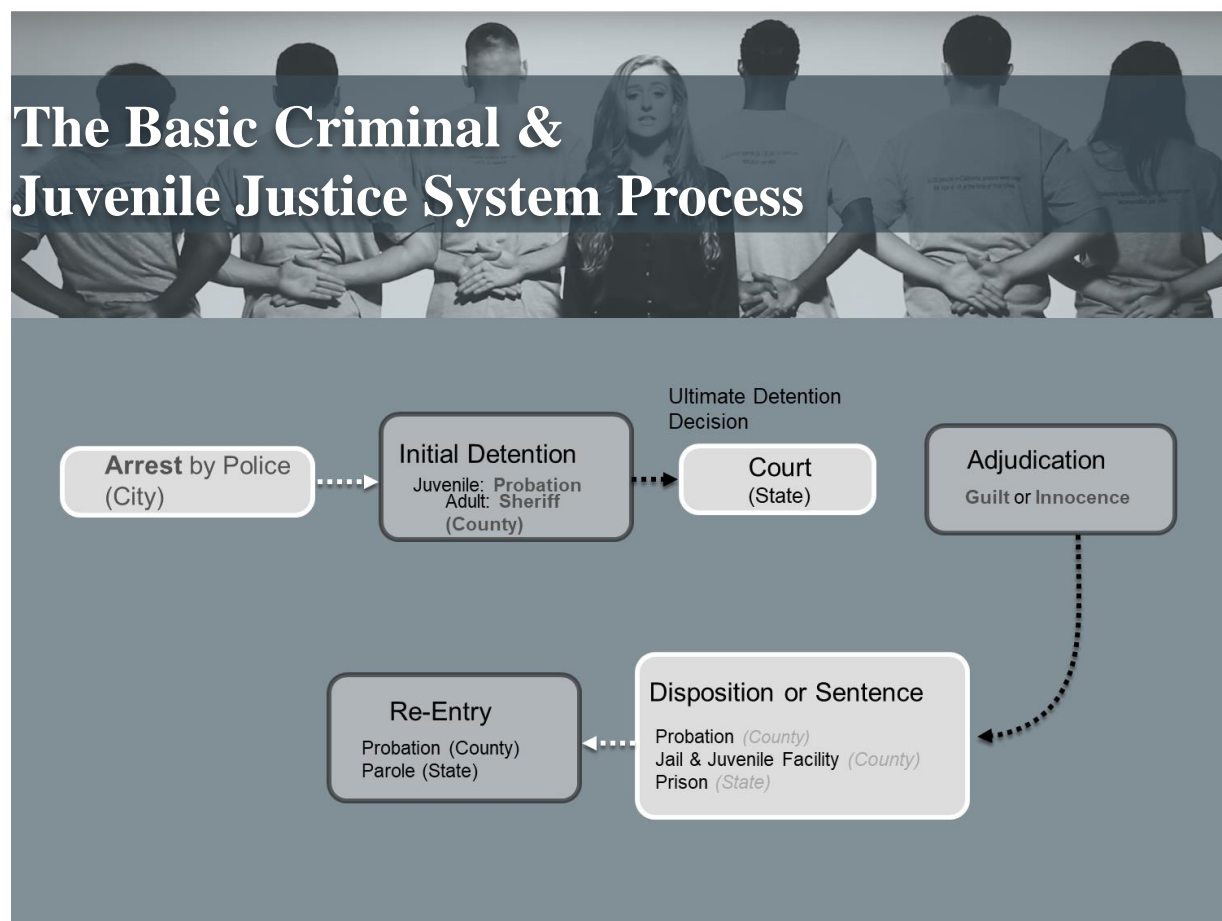 The Basic Criminal &
Juvenile Justice System Process
Arrest by Police
(City)
Initial Detention
Juvenile: Probation
Adult: Sheriff
(County)
Ultimate Detention
Decision
Court
(State)
Adjudication
Guilt or Innocence
Disposition or Sentence
Probation (County)
Jail & Juvenile Facility (County)
Prison (State)
Re-Entry
Probation (County)
Parole (State)